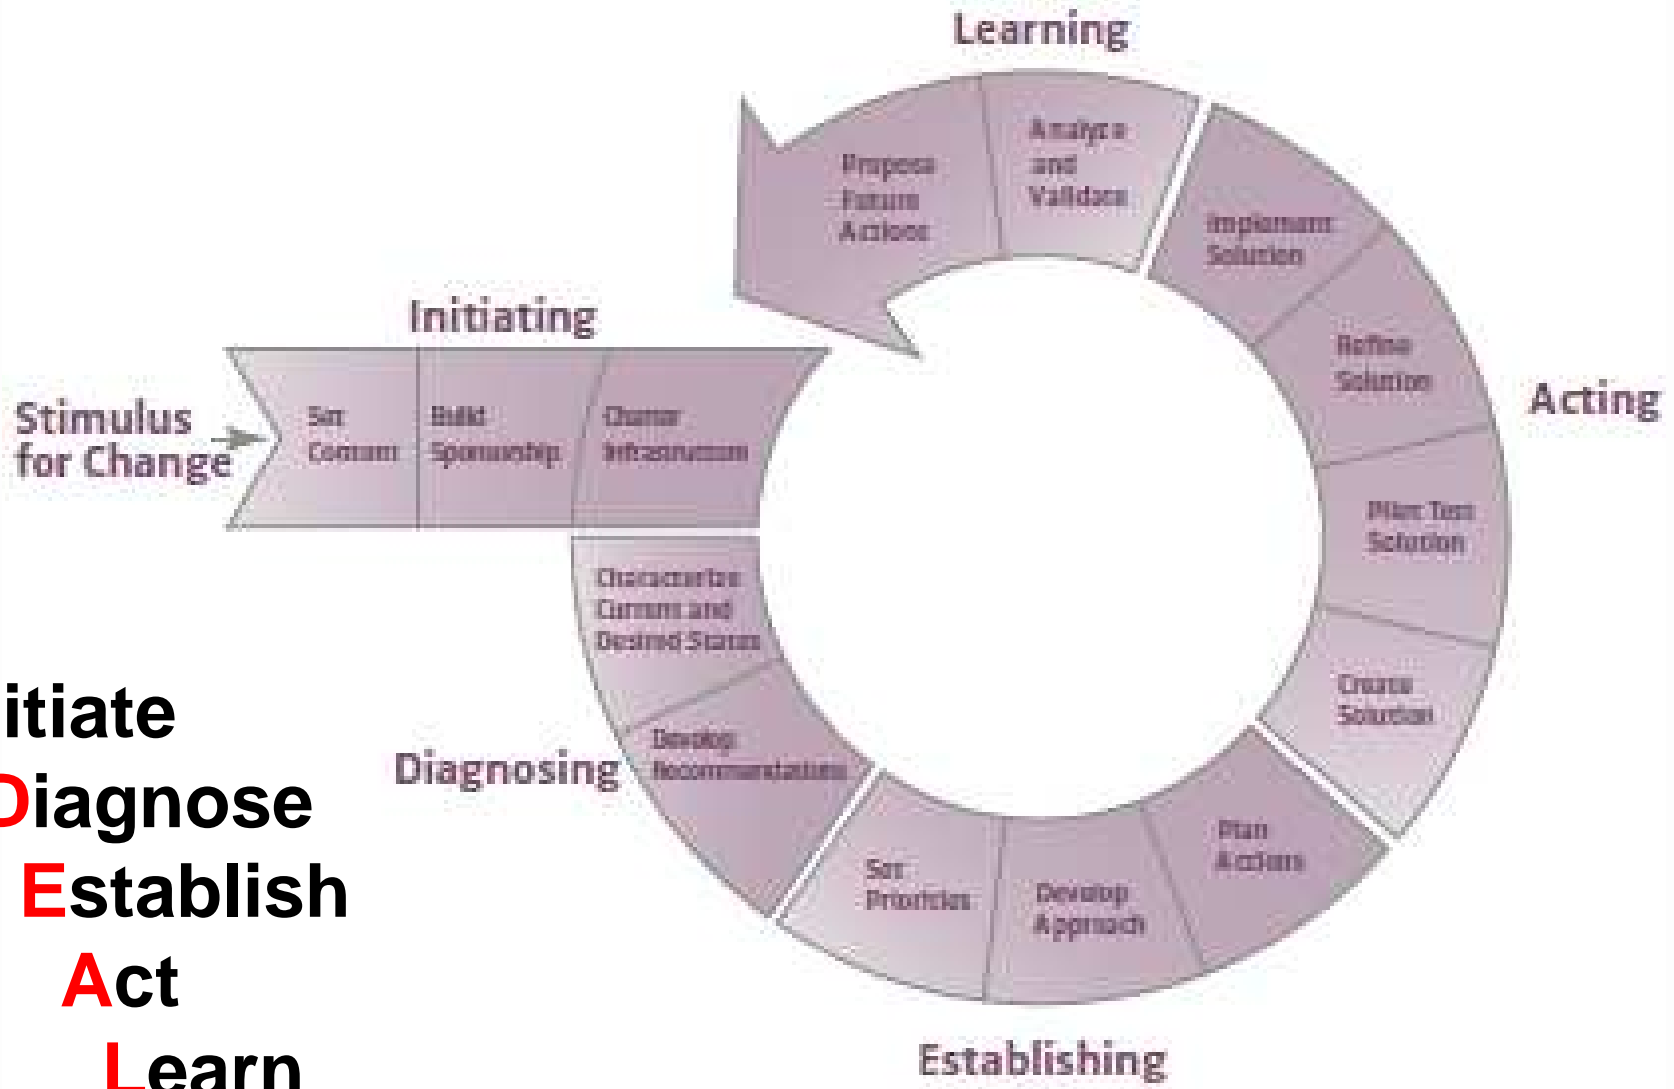 Learning
Analyze
and
Validate
Propose
Future
Actions
Implement
Solution
Refine
Solution
Acting
Pilot Test
Solution
Create
Solution
Initiating
Stimulus
for Change
Set
Context
Build
Sponsorship
Charter
Infrastructure
Characterize
Current and
Desired States
Diagnosing
Develop
Recommendations
Set
Priorities
Develop
Approach
Plan
Actions
Establishing
itiate
Diagnose
Establish
Act
Learn